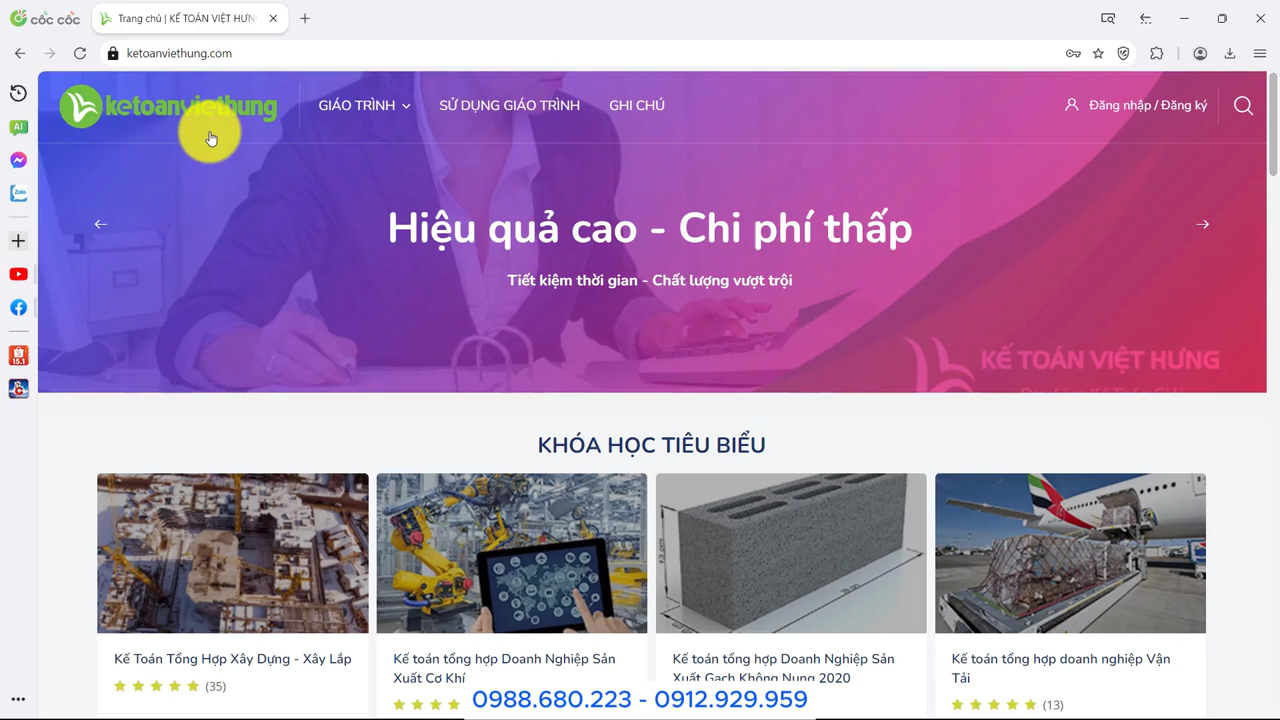 cốc cốc
Trang chủ | KẾ TOÁN VIỆT HƯN
ketoanviethung.com
ketoanviethung
GIÁO TRÌNH
SỬ DỤNG GIÁO TRÌNH
GHI CHÚ
Đăng nhập / Đăng ký
AI
Zalo
Hiệu quả cao - Chi phí thấp
Tiết kiệm thời gian - Chất lượng vượt trội
KẾ TOÁN VIỆT HƯNG
15.1
KHÓA HỌC TIÊU BIỂU
Kế Toán Tổng Hợp Xây Dựng - Xây Lắp
(35)
Kế toán tổng hợp Doanh Nghiệp Sản
Xuất Cơ Khí
Kế toán tổng hợp Doanh Nghiệp Sản
Xuất Gạch Không Nung 2020
Kế toán tổng hợp doanh nghiệp Vận
Tải
(13)
0988.680.223 - 0912.929.959